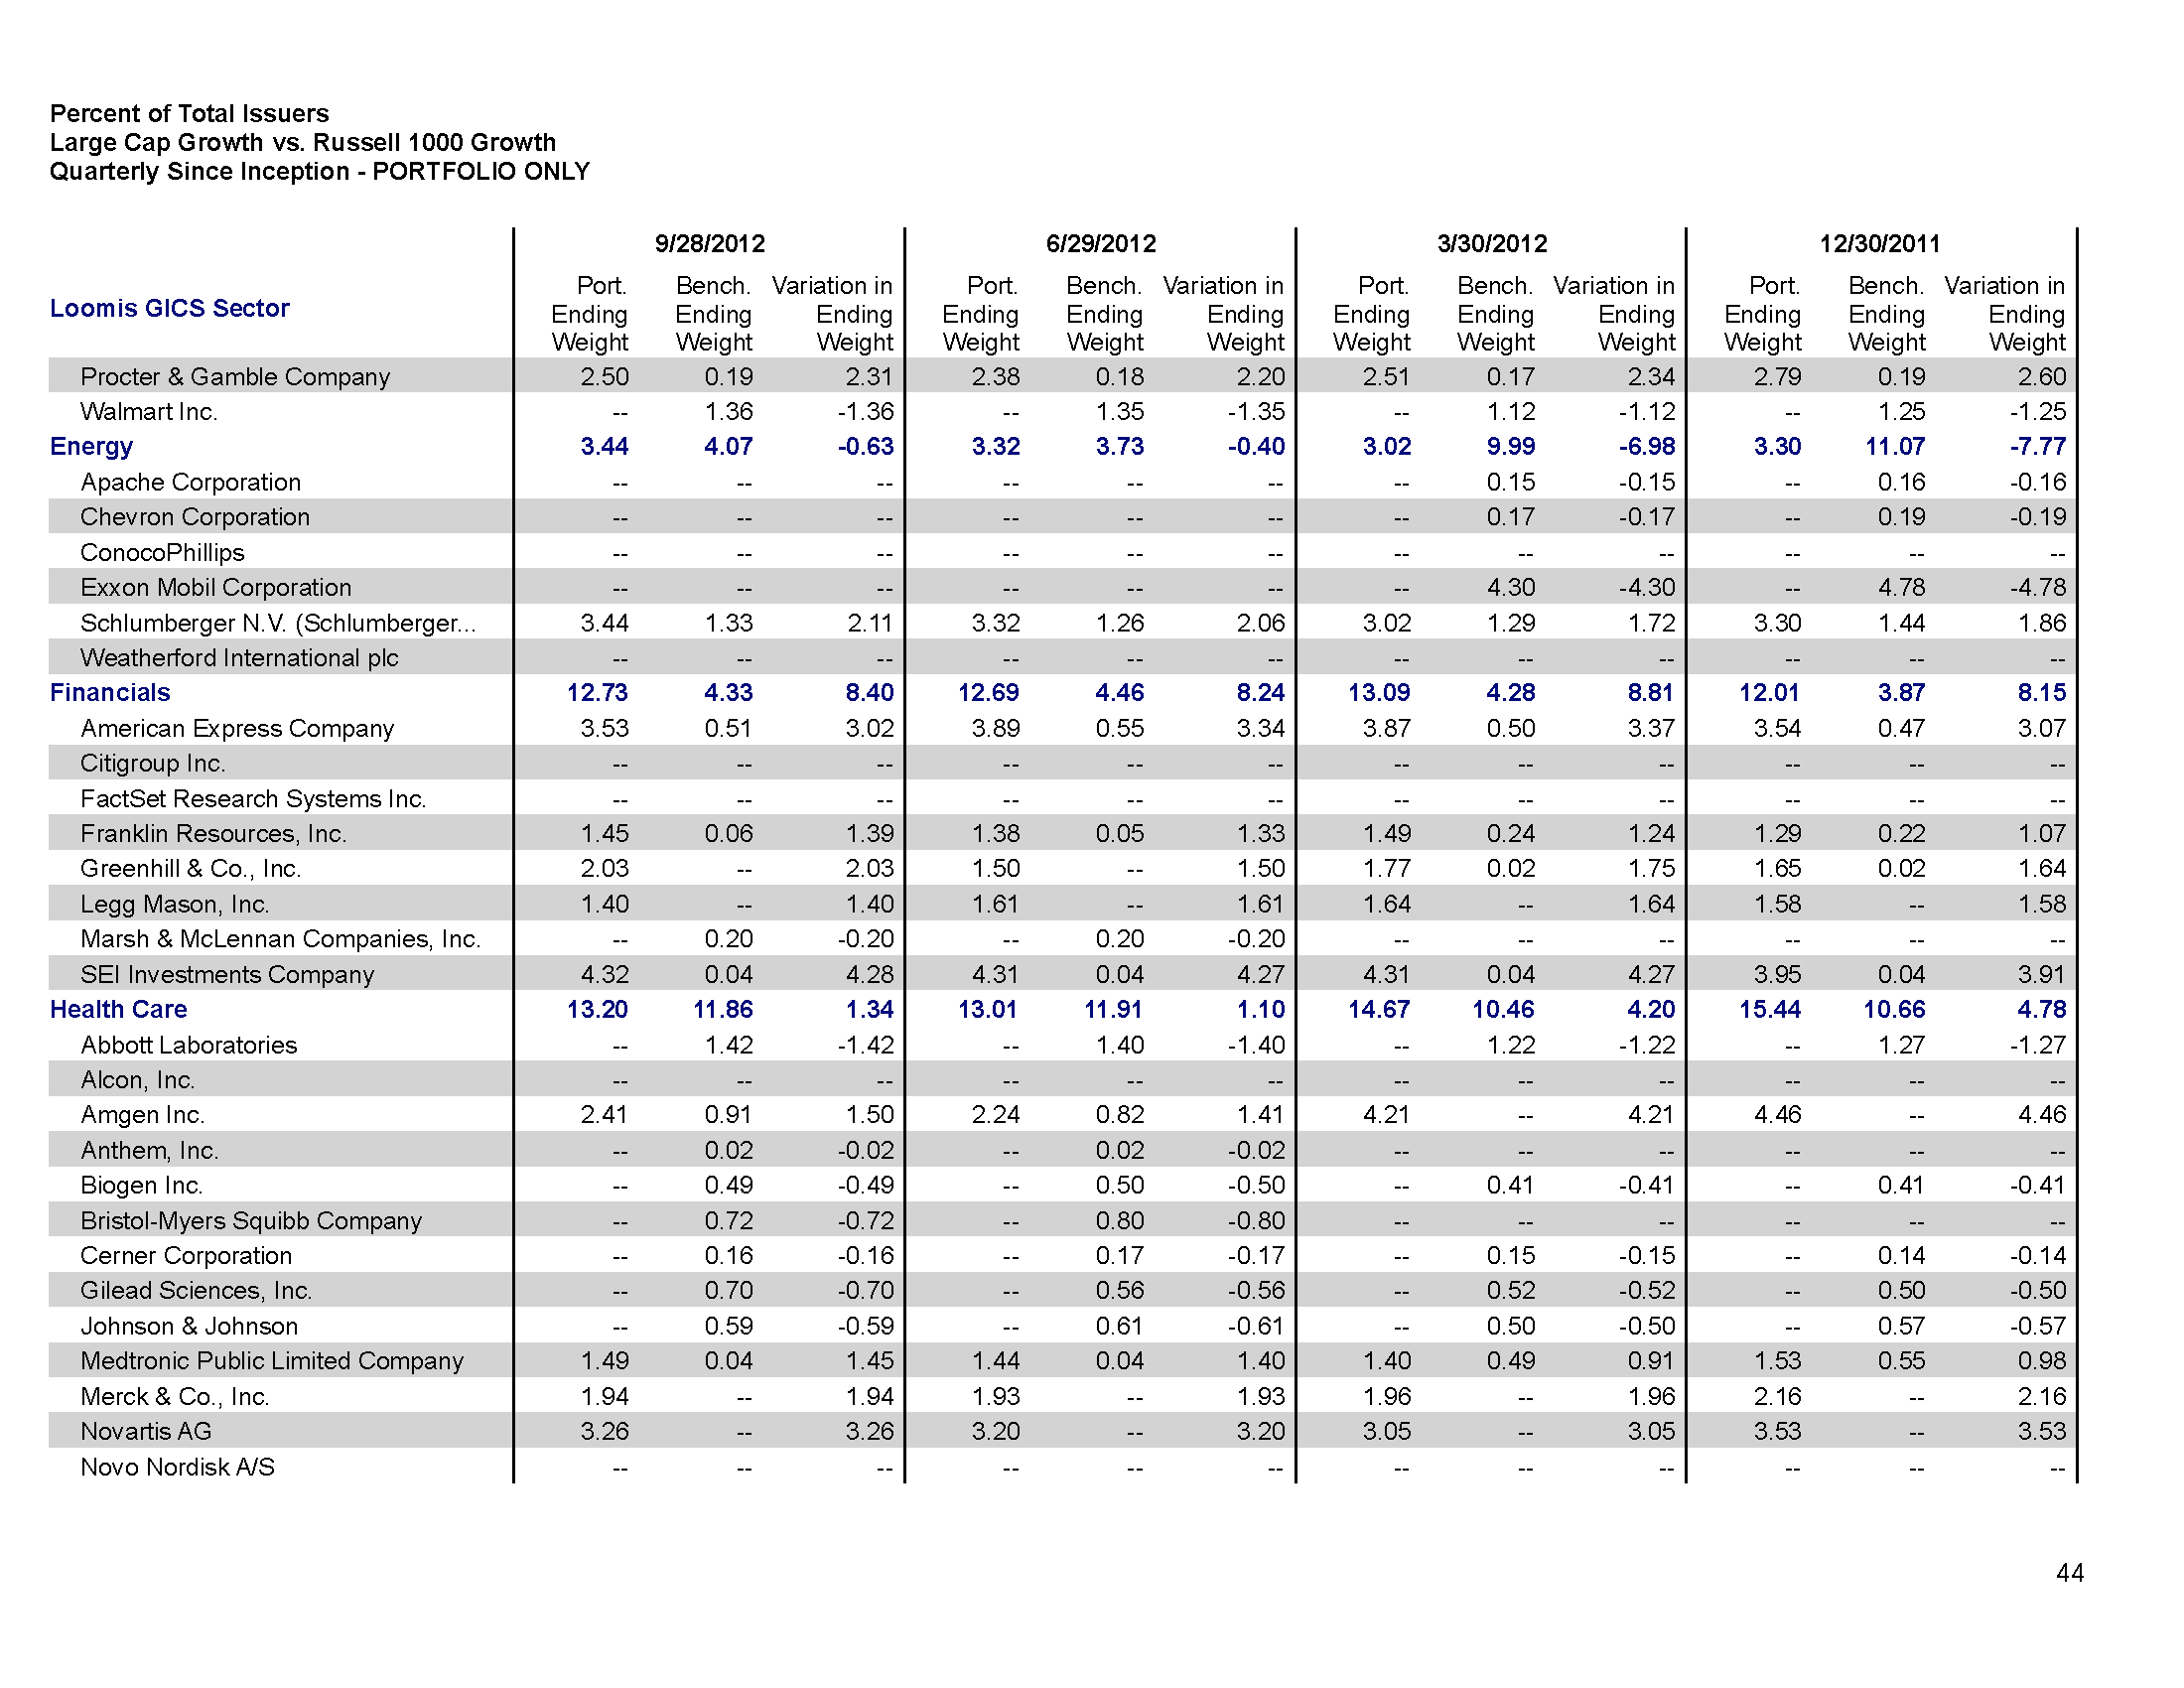 Percent of Total Issuers
Large Cap Growth vs. Russell 1000 Growth
Quarterly Since Inception - PORTFOLIO ONLY
9/28/2012 6/29/2012 3/30/2012 12/30/2011
Loomis GICS Sector
Port. Bench. Variation in Port. Bench. Variation in Port. Bench. Variation in Port. Bench. Variation in
Ending Ending Ending Ending Ending Ending Ending Ending Ending Ending Ending Ending
Weight Weight Weight Weight Weight Weight Weight Weight Weight Weight Weight Weight
Procter & Gamble Company 2.50 0.19 2.31 2.38 0.18 2.20 2.51 0.17 2.34 2.79 0.19 2.60
Walmart Inc. -- 1.36 -1.36 -- 1.35 -1.35 -- 1.12 -1.12 -- 1.25 -1.25
Energy 3.44 4.07 -0.63 3.32 3.73 -0.40 3.02 9.99 -6.98 3.30 11.07 -7.77
Apache Corporation -- -- -- -- -- -- -- 0.15 -0.15 -- 0.16 -0.16
Chevron Corporation -- -- -- -- -- -- -- 0.17 -0.17 -- 0.19 -0.19
ConocoPhillips -- -- -- -- -- -- -- -- -- -- -- --
Exxon Mobil Corporation -- -- -- -- -- -- -- 4.30 -4.30 -- 4.78 -4.78
Schlumberger N.V. (Schlumberger... 3.44 1.33 2.11 3.32 1.26 2.06 3.02 1.29 1.72 3.30 1.44 1.86
Weatherford International plc -- -- -- -- -- -- -- -- -- -- -- --
Financials 12.73 4.33 8.40 12.69 4.46 8.24 13.09 4.28 8.81 12.01 3.87 8.15
American Express Company 3.53 0.51 3.02 3.89 0.55 3.34 3.87 0.50 3.37 3.54 0.47 3.07
Citigroup Inc. -- -- -- -- -- -- -- -- -- -- -- --
FactSet Research Systems Inc. -- -- -- -- -- -- -- -- -- -- -- --
Franklin Resources, Inc. 1.45 0.06 1.39 1.38 0.05 1.33 1.49 0.24 1.24 1.29 0.22 1.07
Greenhill & Co., Inc. 2.03 -- 2.03 1.50 -- 1.50 1.77 0.02 1.75 1.65 0.02 1.64
Legg Mason, Inc. 1.40 -- 1.40 1.61 -- 1.61 1.64 -- 1.64 1.58 -- 1.58
Marsh & McLennan Companies, Inc. -- 0.20 -0.20 -- 0.20 -0.20 -- -- -- -- -- --
SEI Investments Company 4.32 0.04 4.28 4.31 0.04 4.27 4.31 0.04 4.27 3.95 0.04 3.91
Health Care 13.20 11.86 1.34 13.01 11.91 1.10 14.67 10.46 4.20 15.44 10.66 4.78
Abbott Laboratories -- 1.42 -1.42 -- 1.40 -1.40 -- 1.22 -1.22 -- 1.27 -1.27
Alcon, Inc. -- -- -- -- -- -- -- -- -- -- -- --
Amgen Inc. 2.41 0.91 1.50 2.24 0.82 1.41 4.21 -- 4.21 4.46 -- 4.46
Anthem, Inc. -- 0.02 -0.02 -- 0.02 -0.02 -- -- -- -- -- --
Biogen Inc. -- 0.49 -0.49 -- 0.50 -0.50 -- 0.41 -0.41 -- 0.41 -0.41
Bristol-Myers Squibb Company -- 0.72 -0.72 -- 0.80 -0.80 -- -- -- -- -- --
Cerner Corporation -- 0.16 -0.16 -- 0.17 -0.17 -- 0.15 -0.15 -- 0.14 -0.14
Gilead Sciences, Inc. -- 0.70 -0.70 -- 0.56 -0.56 -- 0.52 -0.52 -- 0.50 -0.50
Johnson & Johnson -- 0.59 -0.59 -- 0.61 -0.61 -- 0.50 -0.50 -- 0.57 -0.57
Medtronic Public Limited Company 1.49 0.04 1.45 1.44 0.04 1.40 1.40 0.49 0.91 1.53 0.55 0.98
Merck & Co., Inc. 1.94 -- 1.94 1.93 -- 1.93 1.96 -- 1.96 2.16 -- 2.16
Novartis AG 3.26 -- 3.26 3.20 -- 3.20 3.05 -- 3.05 3.53 -- 3.53
Novo Nordisk A/S -- -- -- -- -- -- -- -- -- -- -- --
44